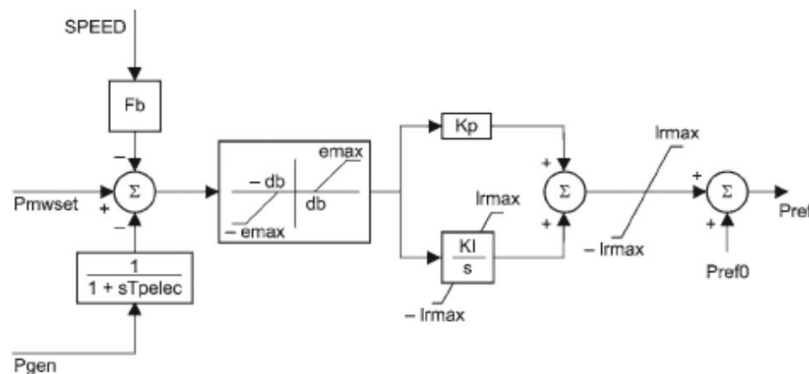 SPEED
Fb
–
Pmwset
+
Σ
–
1
1 + sTpelec
Pgen
emax
– db
db
– emax
Kp
KI
s
Irmax
– Irmax
+
Σ
+
Irmax
– Irmax
+
Σ
+
Pref
Pref0